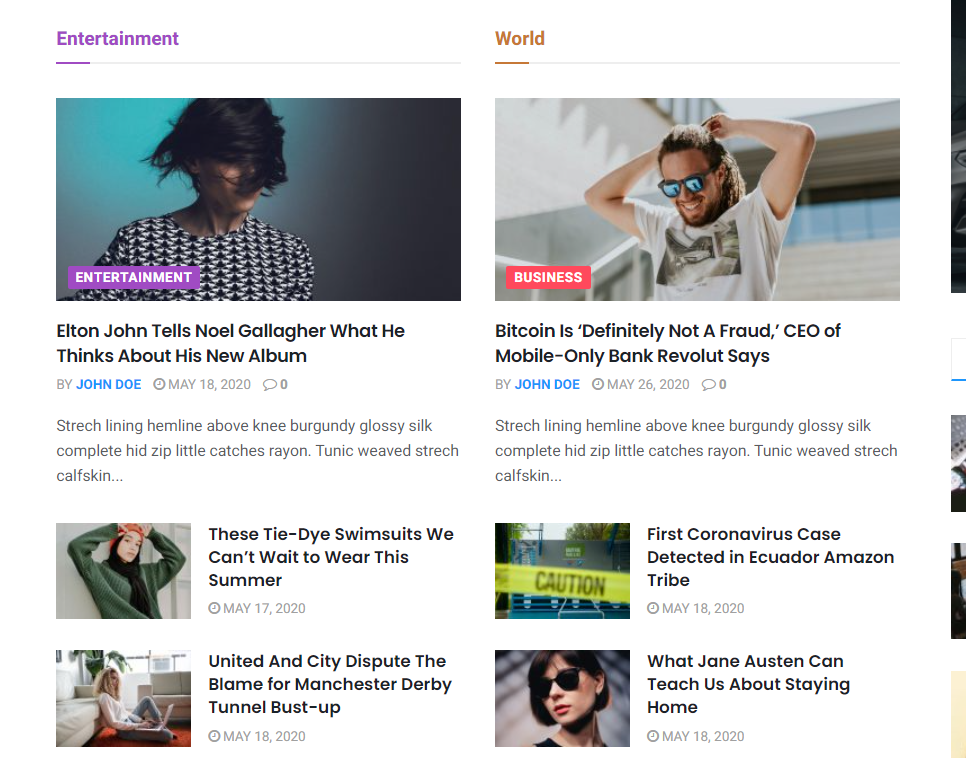 Entertainment
ENTERTAINMENT
Elton John Tells Noel Gallagher What He
Thinks About His New Album
BY JOHN DOE MAY 18, 2020 0
Strech lining hemline above knee burgundy glossy silk
complete hid zip little catches rayon. Tunic weaved strech
calfskin...
These Tie-Dye Swimsuits We
Can’t Wait to Wear This
Summer
MAY 17, 2020
United And City Dispute The
Blame for Manchester Derby
Tunnel Bust-up
MAY 18, 2020
World
BUSINESS
Bitcoin Is ‘Definitely Not A Fraud,’ CEO of
Mobile-Only Bank Revolut Says
BY JOHN DOE MAY 26, 2020 0
Strech lining hemline above knee burgundy glossy silk
complete hid zip little catches rayon. Tunic weaved strech
calfskin...
CAUTION
First Coronavirus Case
Detected in Ecuador Amazon
Tribe
MAY 18, 2020
What Jane Austen Can
Teach Us About Staying
Home
MAY 18, 2020